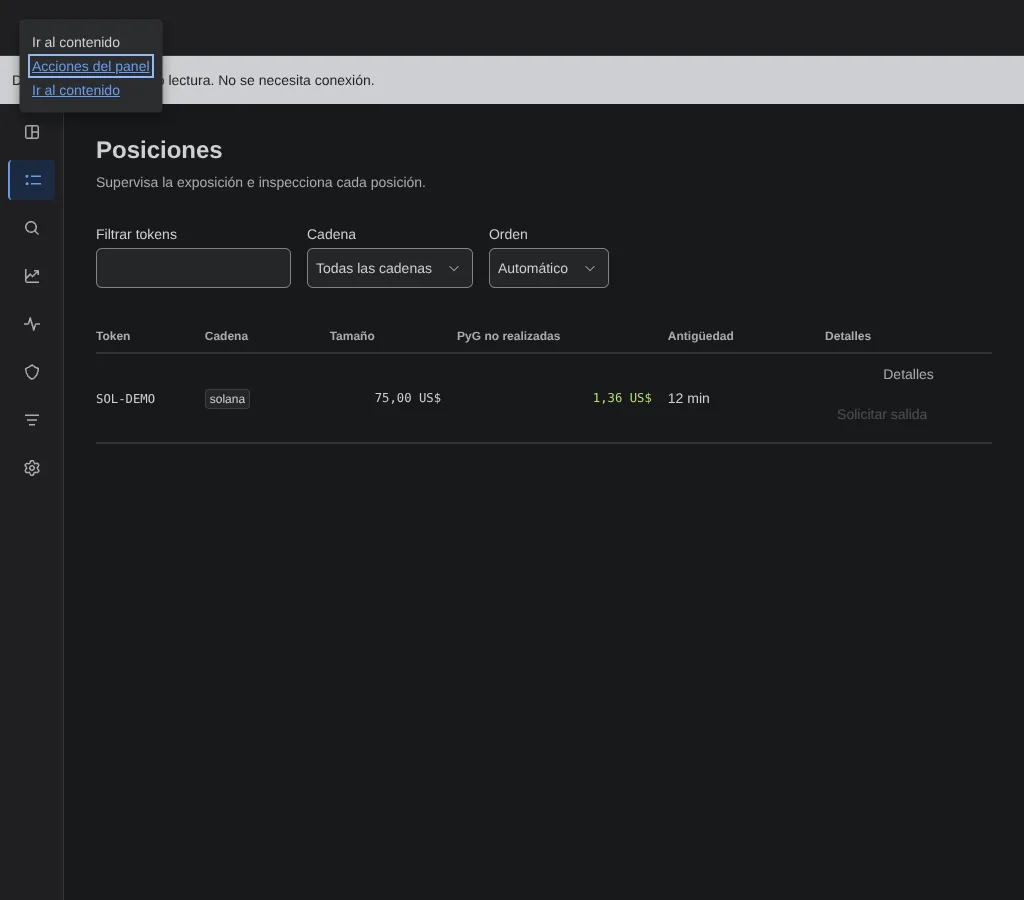 Ir al contenido
Acciones del panel
Ir al contenido
lectura. No se necesita conexión.
Posiciones
Supervisa la exposición e inspecciona cada posición.
Filtrar tokens Cadena Orden
Todas las cadenas Automático
Token Cadena Tamaño PyG no realizadas Antigüedad Detalles
SOL-DEMO solana 75,00 US$ 1,36 US$ 12 min Detalles
Solicitar salida